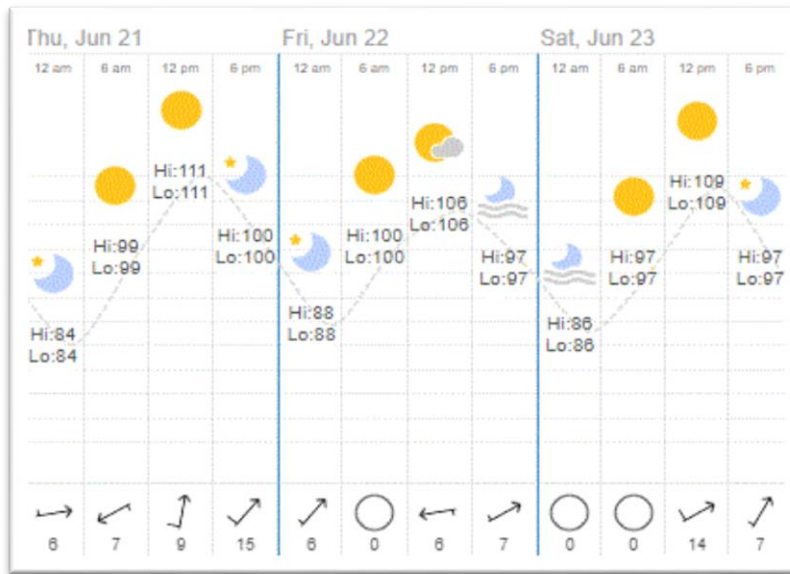 Thu, Jun 21 Fri, Jun 22 Sat, Jun 23
12 am 6 am 12 pm 6 pm 12 am 6 am 12 pm 6 pm 12 am 6 am 12 pm 6 pm
Hi:84
Lo:84
Hi:99
Lo:99
Hi:111
Lo:111
Hi:100
Lo:100
Hi:88
Lo:88
Hi:100
Lo:100
Hi:106
Lo:106
Hi:97
Lo:97
Hi:86
Lo:86
Hi:97
Lo:97
Hi:109
Lo:109
Hi:97
Lo:97
6 7 9 15 6 0 6 7 0 0 14 7